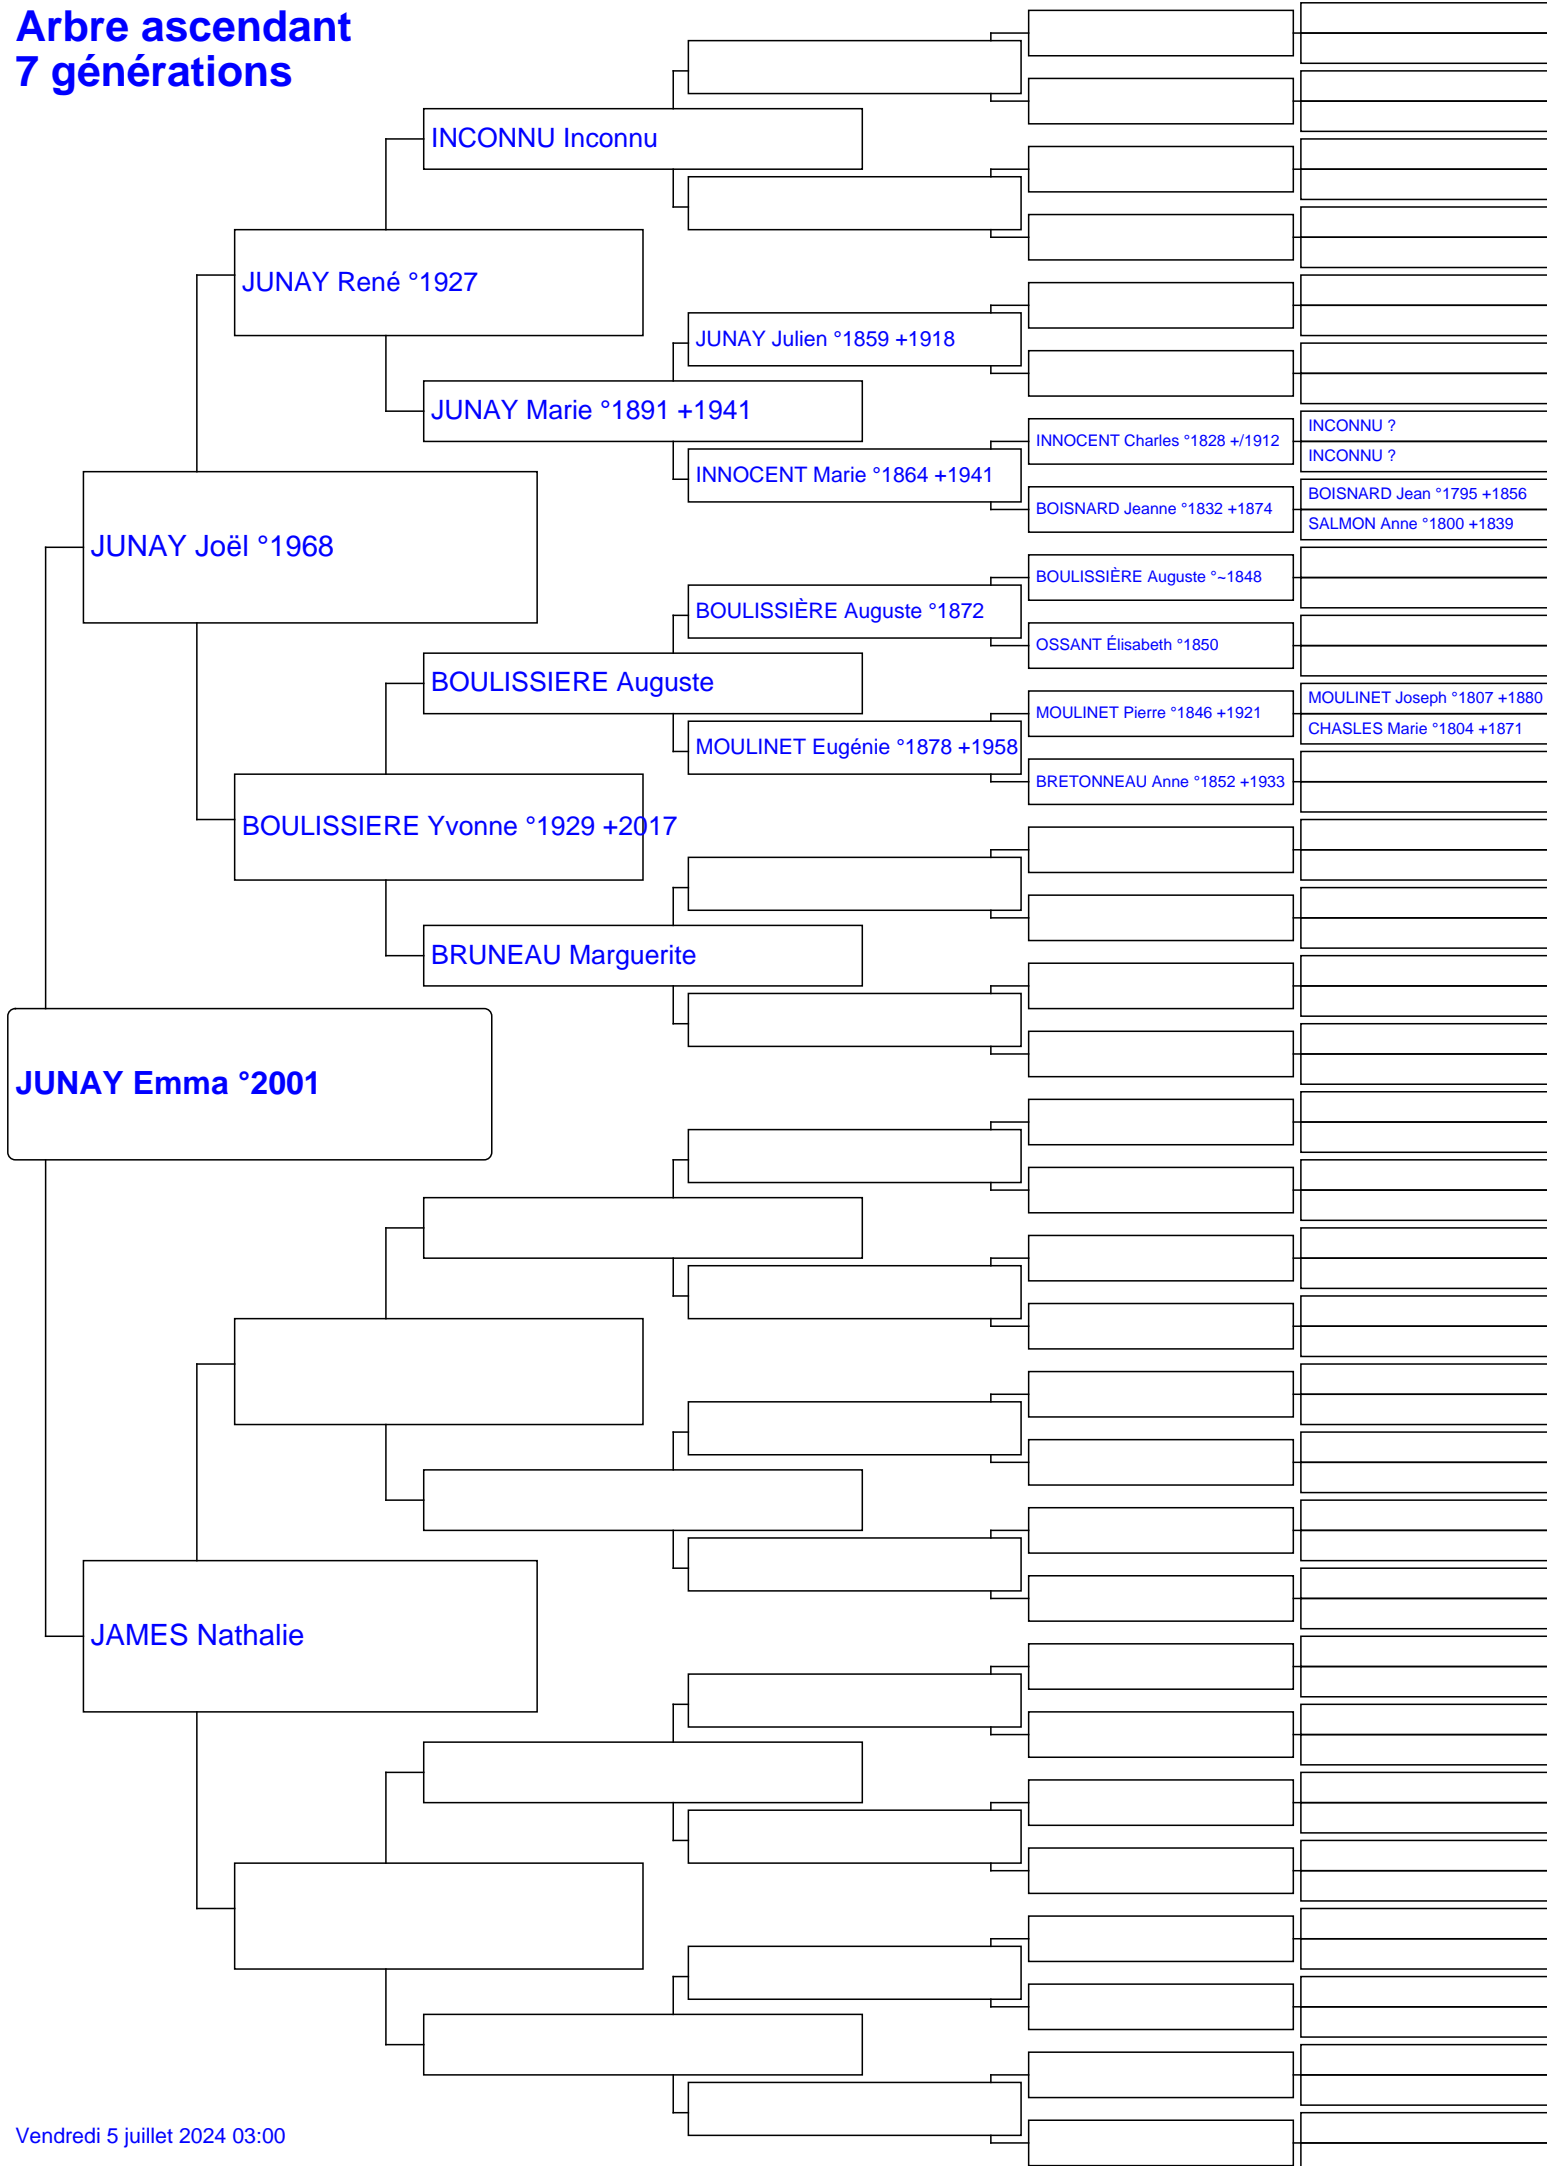 Arbre ascendant
7 générations
INCONNU Inconnu
JUNAY René °1927
JUNAY Julien °1859 +1918
JUNAY Marie °1891 +1941
INNOCENT Charles °1828 +/1912
INCONNU ?
INCONNU ?
INNOCENT Marie °1864 +1941
BOISNARD Jeanne °1832 +1874
BOISNARD Jean °1795 +1856
SALMON Anne °1800 +1839
JUNAY Joël °1968
BOULISSIÈRE Auguste °~1848
BOULISSIÈRE Auguste °1872
OSSANT Élisabeth °1850
BOULISSIERE Auguste
MOULINET Pierre °1846 +1921
MOULINET Joseph °1807 +1880
CHASLES Marie °1804 +1871
MOULINET Eugénie °1878 +1958
BRETONNEAU Anne °1852 +1933
BOULISSIERE Yvonne °1929 +2017
BRUNEAU Marguerite
JUNAY Emma °2001
JAMES Nathalie
Vendredi 5 juillet 2024 03:00